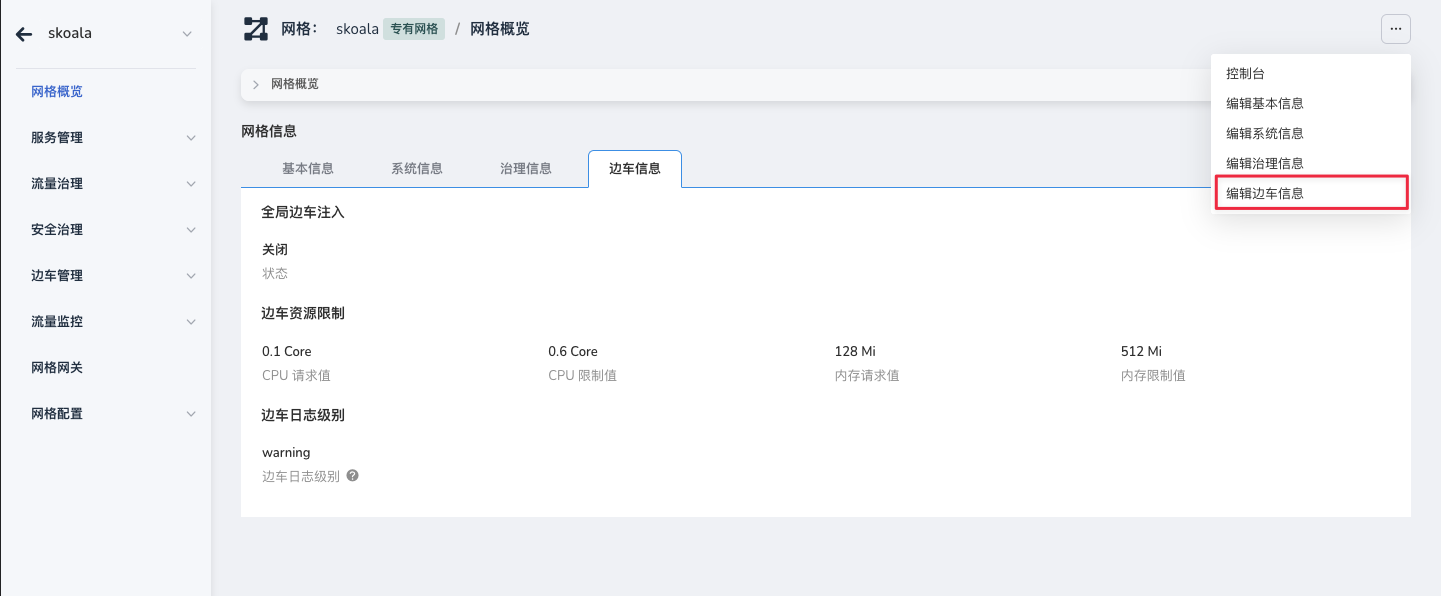 skoala
网格概览
服务管理
流量治理
安全治理
边车管理
流量监控
网格网关
网格配置
网格： skoala 专有网格 / 网格概览
...
控制台
编辑基本信息
编辑系统信息
编辑治理信息
编辑边车信息
网格概览
网格信息
基本信息 系统信息 治理信息 边车信息
全局边车注入
关闭
状态
边车资源限制
0.1 Core 0.6 Core 128 Mi 512 Mi
CPU 请求值 CPU 限制值 内存请求值 内存限制值
边车日志级别
warning
边车日志级别 ?